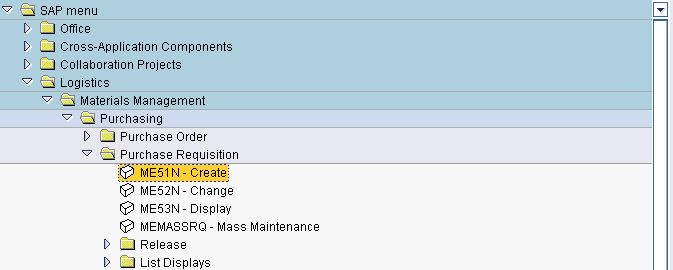 SAP menu
Office
Cross-Application Components
Collaboration Projects
Logistics
Materials Management
Purchasing
Purchase Order
Purchase Requisition
ME51N - Create
ME52N - Change
ME53N - Display
MEMASSRQ - Mass Maintenance
Release
List Displays